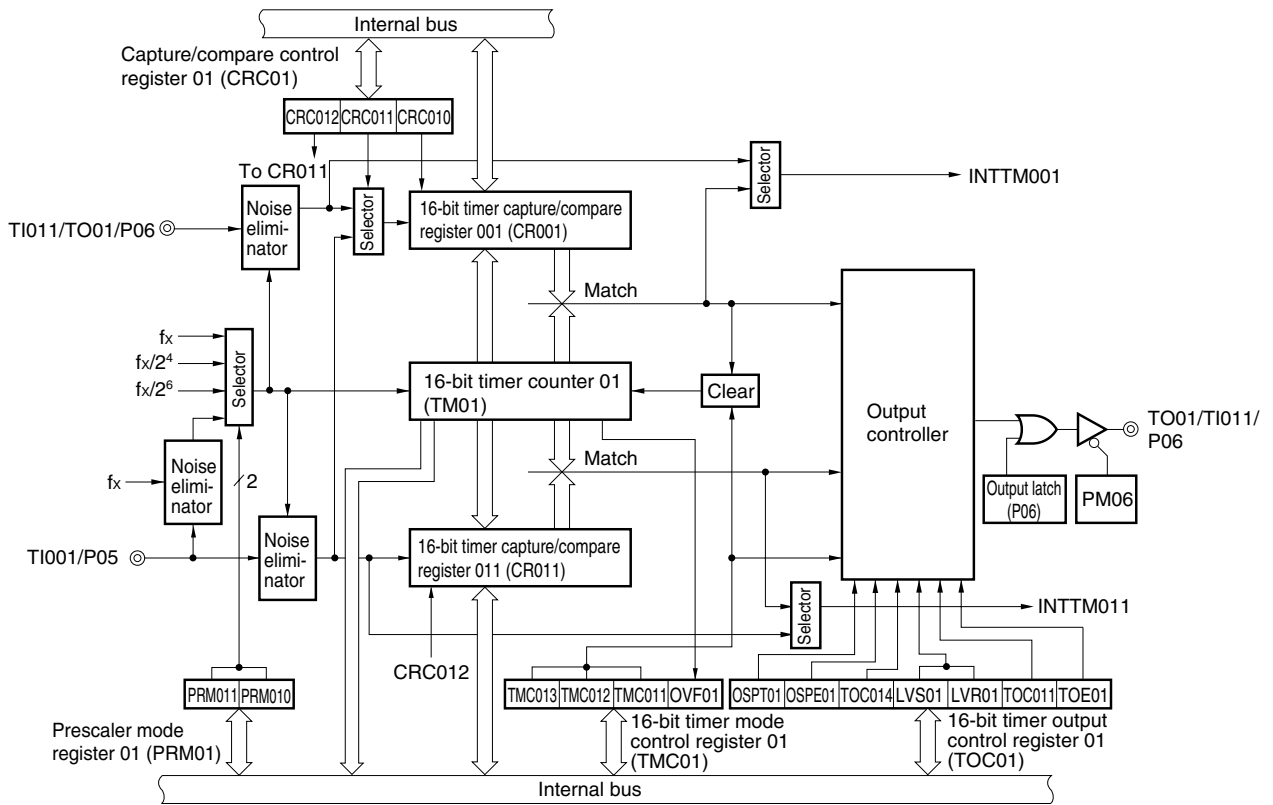 Internal bus
Capture/compare control
register 01 (CRC01)
CRC012 CRC011 CRC010
To CR011
Selector
INTTM001
Noise
elimi-
nator
Selector
16-bit timer capture/compare
register 001 (CR001)
TI011/TO01/P06
Match
fx
fx/2⁴
fx/2⁶
Selector
16-bit timer counter 01
(TM01)
Clear
Output
controller
TO01/TI011/
P06
Noise
elimi-
nator
fx
2
Match
Output latch
(P06)
PM06
TI001/P05
Noise
elimi-
nator
16-bit timer capture/compare
register 011 (CR011)
Selector
INTTM011
CRC012
PRM011 PRM010
TMC013 TMC012 TMC011 OVF01
OSPT01 OSPE01 TOC014 LVS01 LVR01 TOC011 TOE01
Prescaler mode
register 01 (PRM01)
16-bit timer mode
control register 01
(TMC01)
16-bit timer output
control register 01
(TOC01)
Internal bus